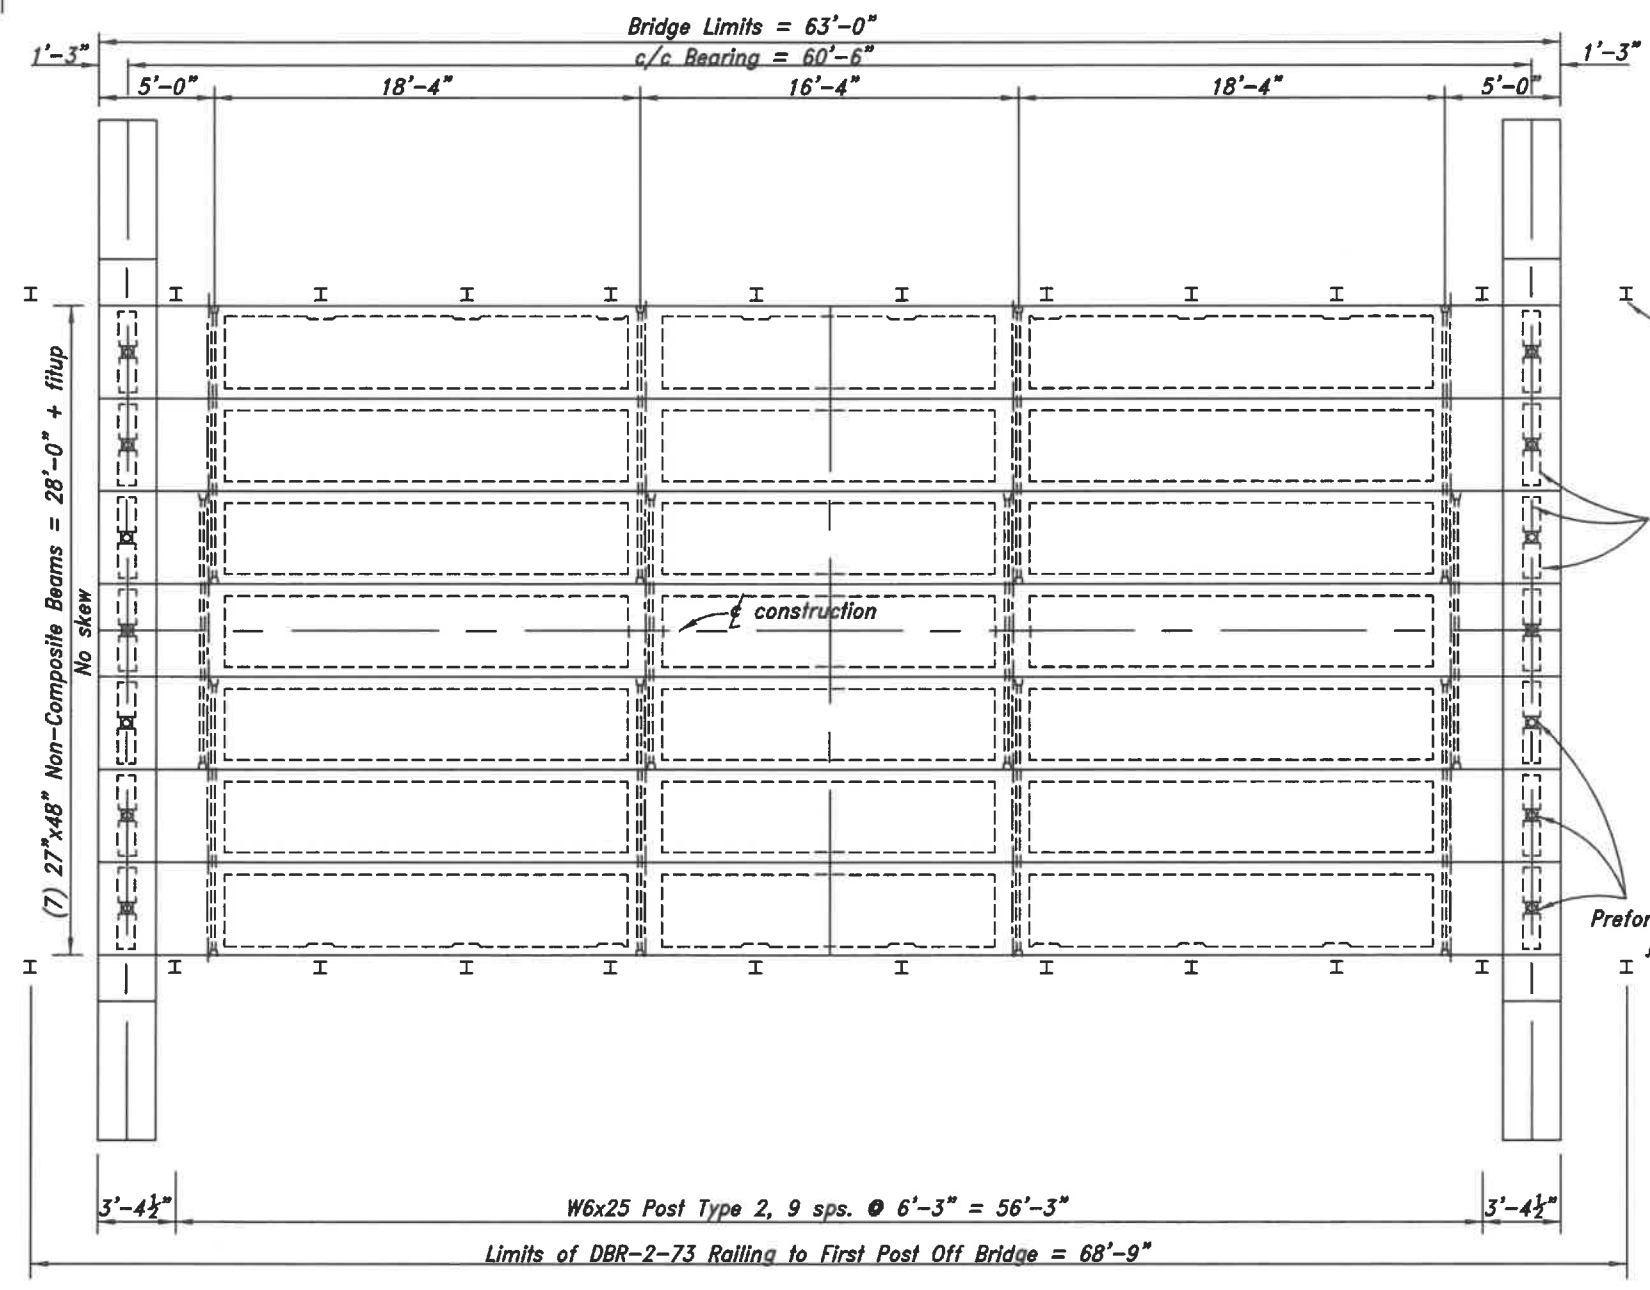 Bridge Limits = 63'-0"
1'-3" c/c Bearing = 60'-6" 1'-3"
5'-0" 18'-4" 16'-4" 18'-4" 5'-0"
(7) 27"x48" Non-Composite Beams = 28'-0" + fitup
No skew
℄ construction
Prefor
3'-4½" W6x25 Post Type 2, 9 sps. @ 6'-3" = 56'-3" 3'-4½"
Limits of DBR-2-73 Railing to First Post Off Bridge = 68'-9"